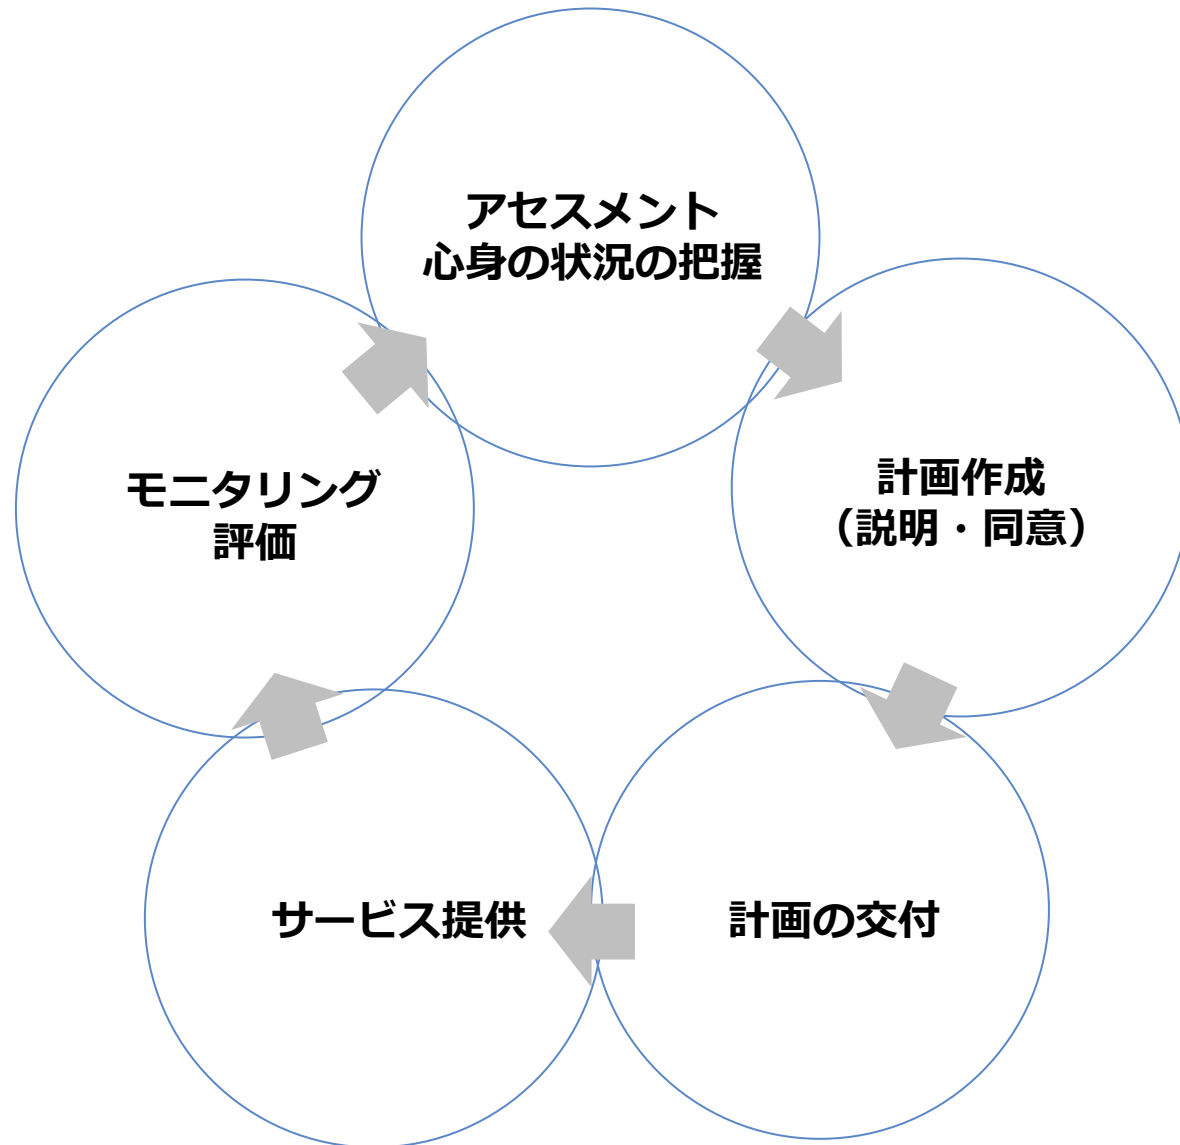 アセスメント
心身の状況の把握
計画作成
（説明・同意）
計画の交付
サービス提供
モニタリング
評価